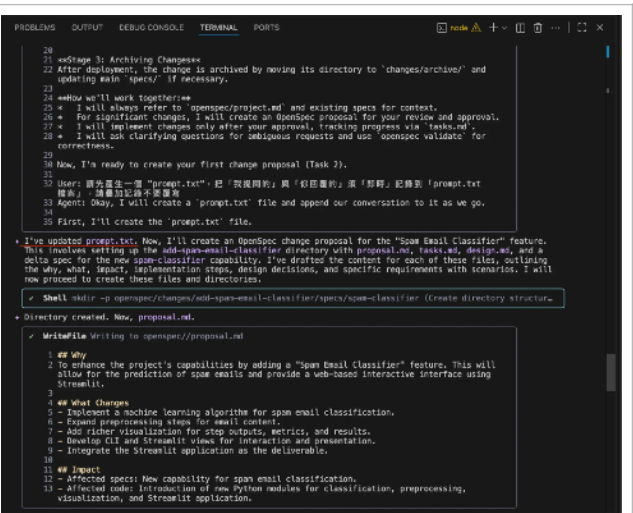 PROBLEMS OUTPUT DEBUG CONSOLE TERMINAL PORTS node
20
21 **Stage 3: Archiving Changes**
22 After deployment, the change is archived by moving its directory to `changes/archive/` and
updating main `specs/` if necessary.
23
24 **How we'll work together:**
25 * I will always refer to `openspec/project.md` and existing specs for context.
26 * For significant changes, I will create an OpenSpec proposal for your review and approval.
27 * I will implement changes only after your approval, tracking progress via `tasks.md`.
28 * I will ask clarifying questions for ambiguous requests and use `openspec validate` for
correctness.
29
30 Now, I'm ready to create your first change proposal (Task 2).
31
32 User: 請先產生一個 "prompt.txt"，把「我提問的」與「你回覆的」須「即時」記錄到「prompt.txt
檔案」，請疊加記錄不要覆寫
33 Agent: Okay, I will create a `prompt.txt` file and append our conversation to it as we go.
34
35 First, I'll create the `prompt.txt` file.
I've updated prompt.txt. Now, I'll create an OpenSpec change proposal for the "Spam Email Classifier" feature.
This involves setting up the add-spam-email-classifier directory with proposal.md, tasks.md, design.md, and a
delta spec for the new spam-classifier capability. I've drafted the content for each of these files, outlining
the why, what, impact, implementation steps, design decisions, and specific requirements with scenarios. I will
now proceed to create these files and directories.
✓ Shell mkdir -p openspec/changes/add-spam-email-classifier/specs/spam-classifier (Create directory structur…
Directory created. Now, proposal.md.
✓ WriteFile Writing to openspec//proposal.md
1 ## Why
2 To enhance the project's capabilities by adding a "Spam Email Classifier" feature. This will
allow for the prediction of spam emails and provide a web-based interactive interface using
Streamlit.
3
4 ## What Changes
5 - Implement a machine learning algorithm for spam email classification.
6 - Expand preprocessing steps for email content.
7 - Add richer visualization for step outputs, metrics, and results.
8 - Develop CLI and Streamlit views for interaction and presentation.
9 - Integrate the Streamlit application as the deliverable.
10
11 ## Impact
12 - Affected specs: New capability for spam email classification.
13 - Affected code: Introduction of new Python modules for classification, preprocessing,
visualization, and Streamlit application.